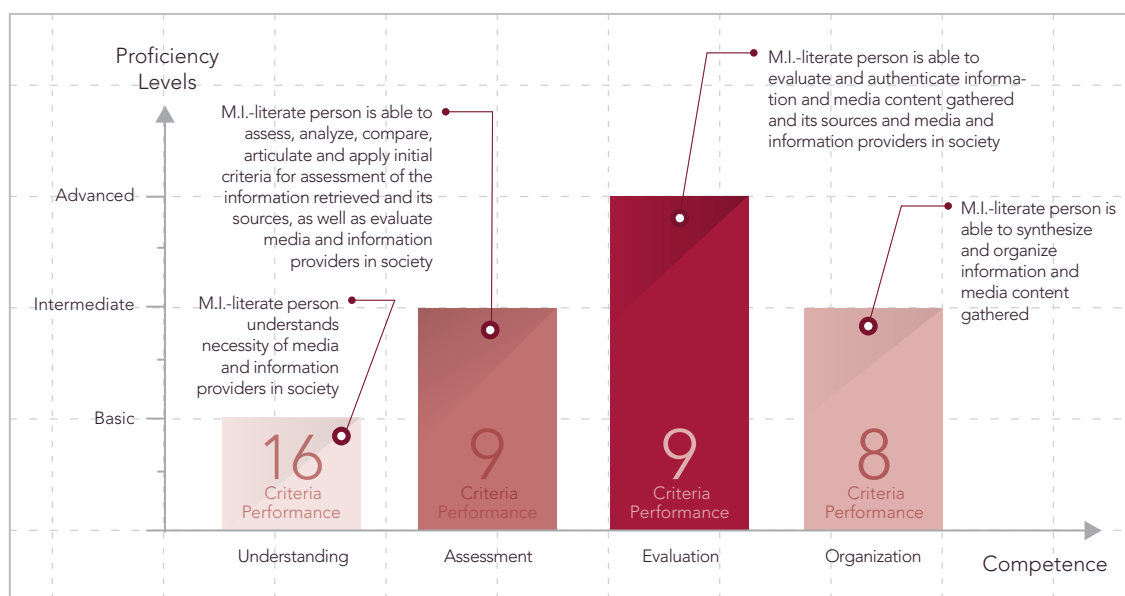 Proficiency
Levels
M.I.-literate person is able to
assess, analyze, compare,
articulate and apply initial
criteria for assessment of the
information retrieved and its
sources, as well as evaluate
media and information
providers in society
M.I.-literate person is able to
evaluate and authenticate informa-
tion and media content gathered
and its sources and media and
information providers in society
Advanced
M.I.-literate person is
able to synthesize
and organize
information and
media content
gathered
Intermediate
M.I.-literate person
understands
necessity of media
and information
providers in society
Basic
16
Criteria
Performance
9
Criteria
Performance
9
Criteria
Performance
8
Criteria
Performance
Understanding
Assessment
Evaluation
Organization
Competence